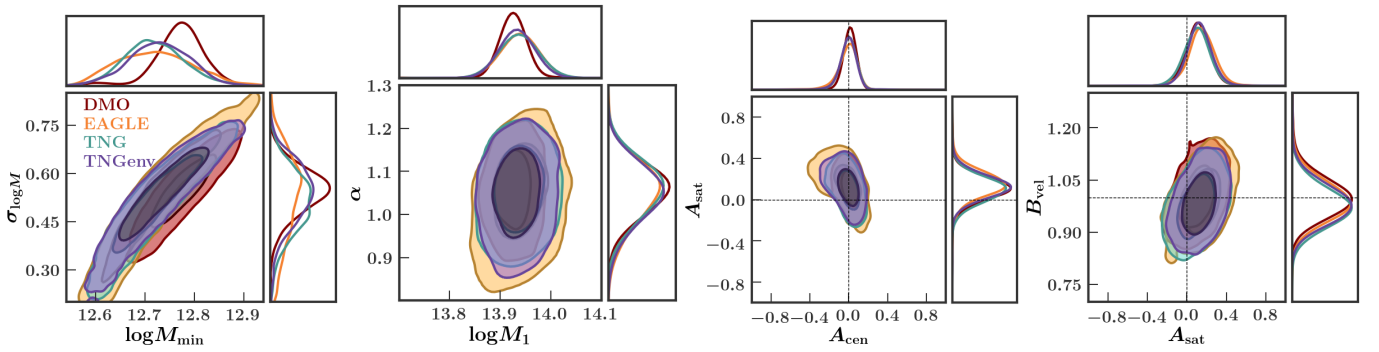 0.75
0.60
0.45
0.30
σlogM
DMO
EAGLE
TNG
TNGenv
12.6 12.7 12.8 12.9
logMmin
1.3
1.2
1.1
1.0
0.9
α
13.8 13.9 14.0 14.1
logM1
0.8
0.4
0.0
−0.4
−0.8
Asat
−0.8 −0.4 0.0 0.4 0.8
Acen
1.20
1.05
0.90
0.75
Bvel
−0.8 −0.4 0.0 0.4 0.8
Asat